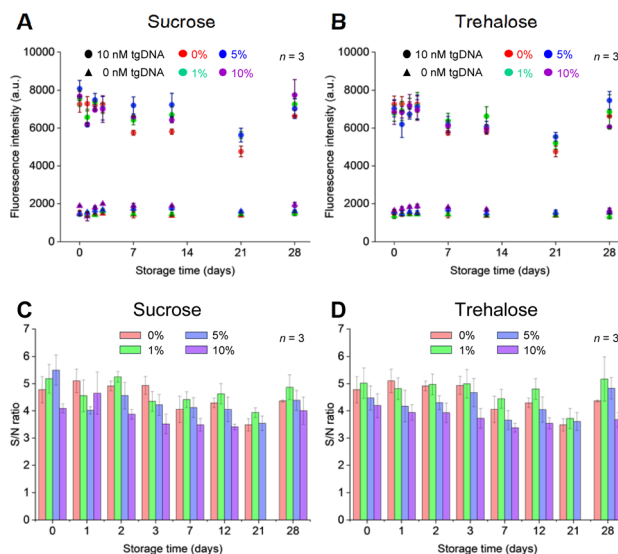 A Sucrose
Fluorescence intensity (a.u.)
10000
8000
6000
4000
2000
0
10 nM tgDNA 0% 5% n = 3
0 nM tgDNA 1% 10%
0 7 14 21 28
Storage time (days)
B Trehalose
Fluorescence intensity (a.u.)
10000
8000
6000
4000
2000
0
10 nM tgDNA 0% 5% n = 3
0 nM tgDNA 1% 10%
0 7 14 21 28
Storage time (days)
C Sucrose
S/N ratio
7
6
5
4
3
2
1
0
0% 5% n = 3
1% 10%
0 1 2 3 7 12 21 28
Storage time (days)
D Trehalose
S/N ratio
7
6
5
4
3
2
1
0
0% 5% n = 3
1% 10%
0 1 2 3 7 12 21 28
Storage time (days)